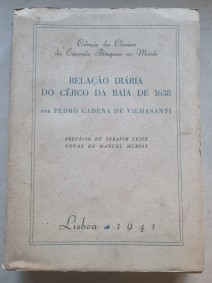 Colecção dos Clássicos
da Expansão Portuguesa no Mundo
RELAÇÃO DIÁRIA
DO CÊRCO DA BAÍA DE 1638
POR PEDRO CADENA DE VILHASANTI
PREFÁCIO DE SERAFIM LEITE
NOTAS DE MANUEL MÚRIAS
Lisboa 1941